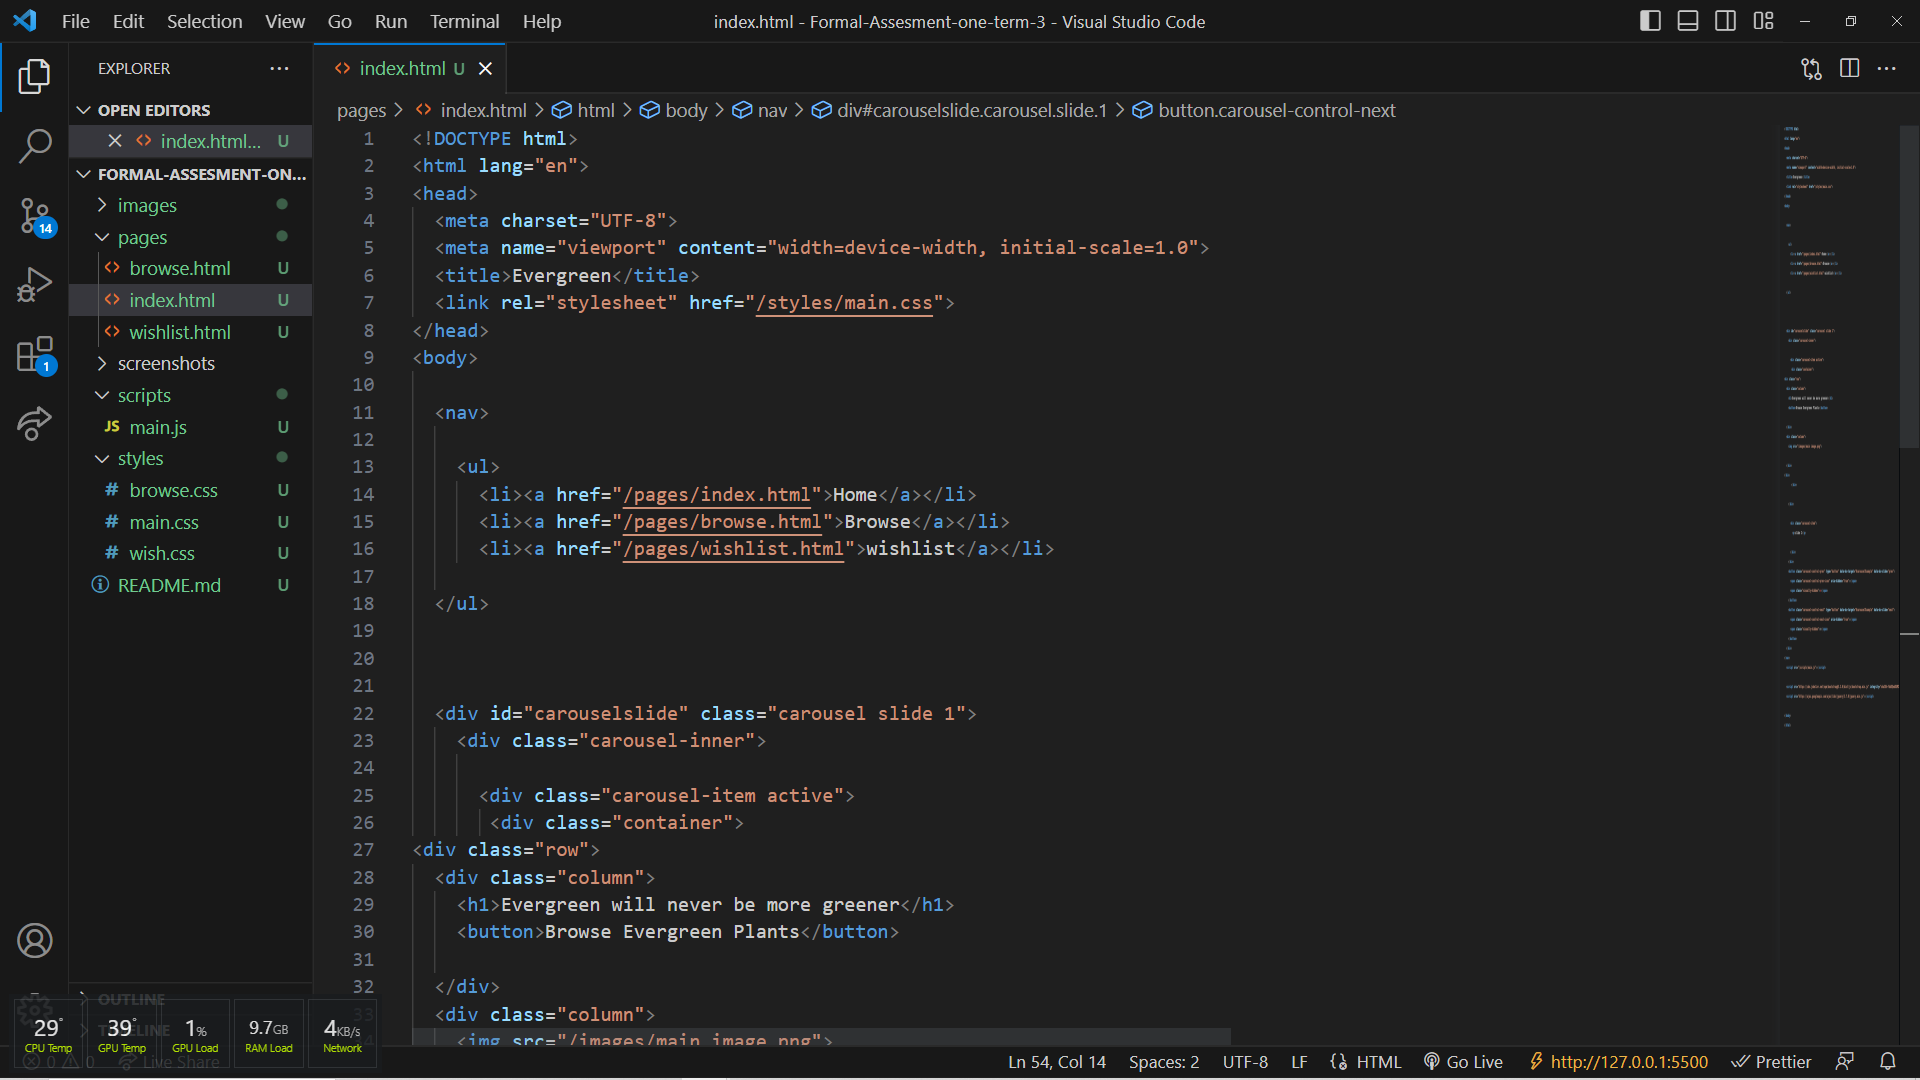 File Edit Selection View Go Run Terminal Help
index.html - Formal-Assesment-one-term-3 - Visual Studio Code
EXPLORER
OPEN EDITORS
index.html... U
FORMAL-ASSESMENT-ON...
images
pages
browse.html U
index.html U
wishlist.html U
screenshots
scripts
JS main.js U
styles
# browse.css U
# main.css U
# wish.css U
README.md U
14
1
OUTLINE
TIMELINE
29° CPU Temp
39° GPU Temp
1% GPU Load
9.7GB RAM Load
4KB/s Network
0 0 Live Share
index.html U
pages > index.html > html > body > nav > div#carouselslide.carousel.slide.1 > button.carousel-control-next
1 <!DOCTYPE html>
2 <html lang="en">
3 <head>
4 <meta charset="UTF-8">
5 <meta name="viewport" content="width=device-width, initial-scale=1.0">
6 <title>Evergreen</title>
7 <link rel="stylesheet" href="/styles/main.css">
8 </head>
9 <body>
10
11 <nav>
12
13 <ul>
14 <li><a href="/pages/index.html">Home</a></li>
15 <li><a href="/pages/browse.html">Browse</a></li>
16 <li><a href="/pages/wishlist.html">wishlist</a></li>
17
18 </ul>
19
20
21
22 <div id="carouselslide" class="carousel slide 1">
23 <div class="carousel-inner">
24
25 <div class="carousel-item active">
26 <div class="container">
27 <div class="row">
28 <div class="column">
29 <h1>Evergreen will never be more greener</h1>
30 <button>Browse Evergreen Plants</button>
31
32 </div>
33 <div class="column">
34 <img src="/images/main image.png">
Ln 54, Col 14 Spaces: 2 UTF-8 LF HTML Go Live http://127.0.0.1:5500 Prettier